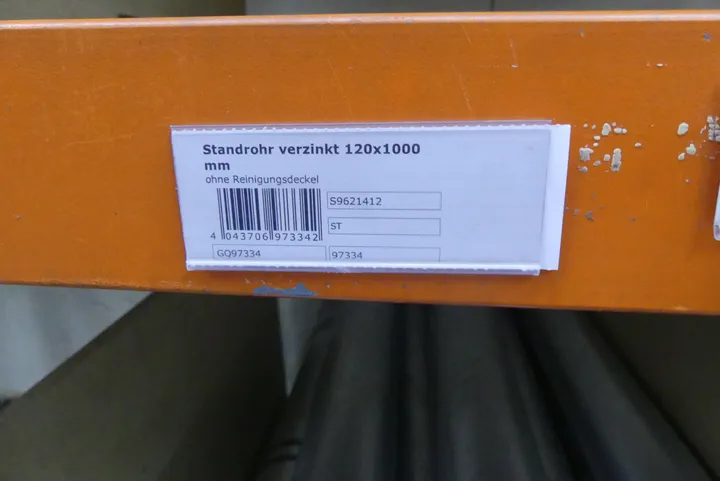 Standrohr verzinkt 120x1000
mm
ohne Reinigungsdeckel
S9621412
ST
4 043706 973342
GQ97334
97334